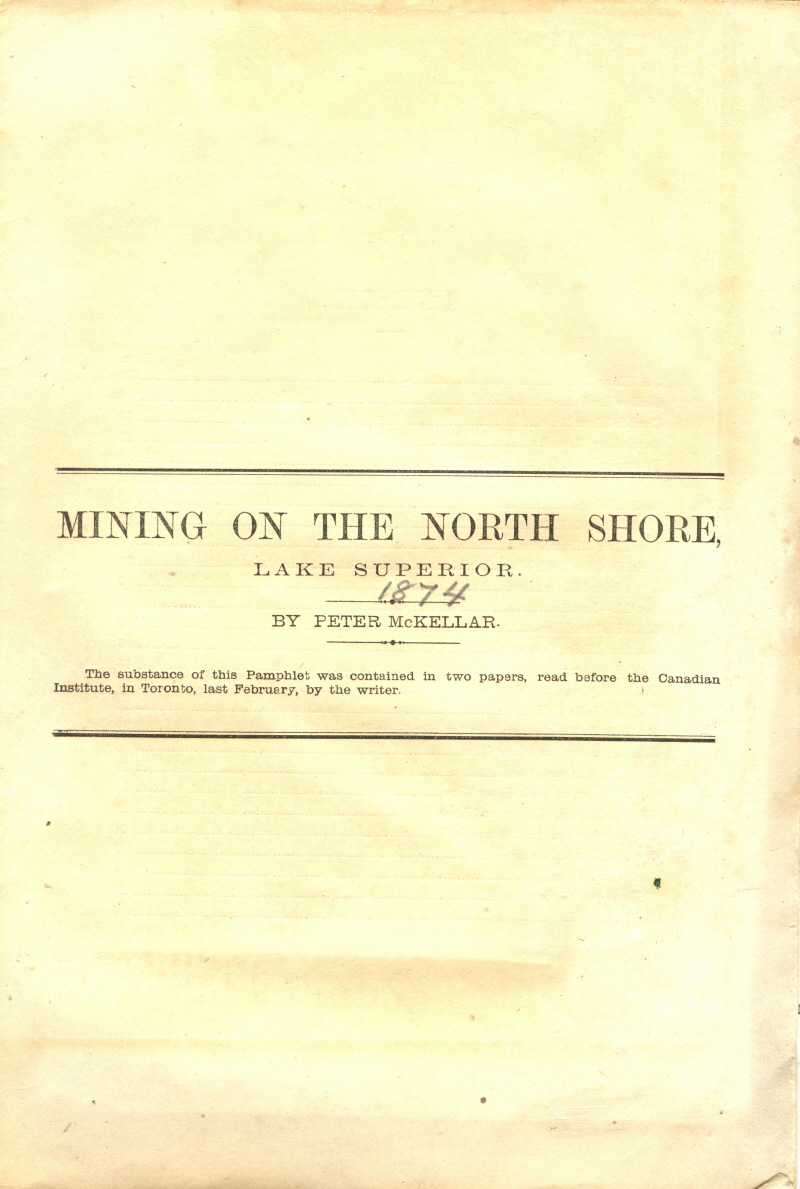 MINING ON THE NORTH SHORE,
LAKE SUPERIOR.
1874
BY PETER McKELLAR.
The substance of this Pamphlet was contained in two papers, read before the Canadian
Institute, in Toronto, last February, by the writer.